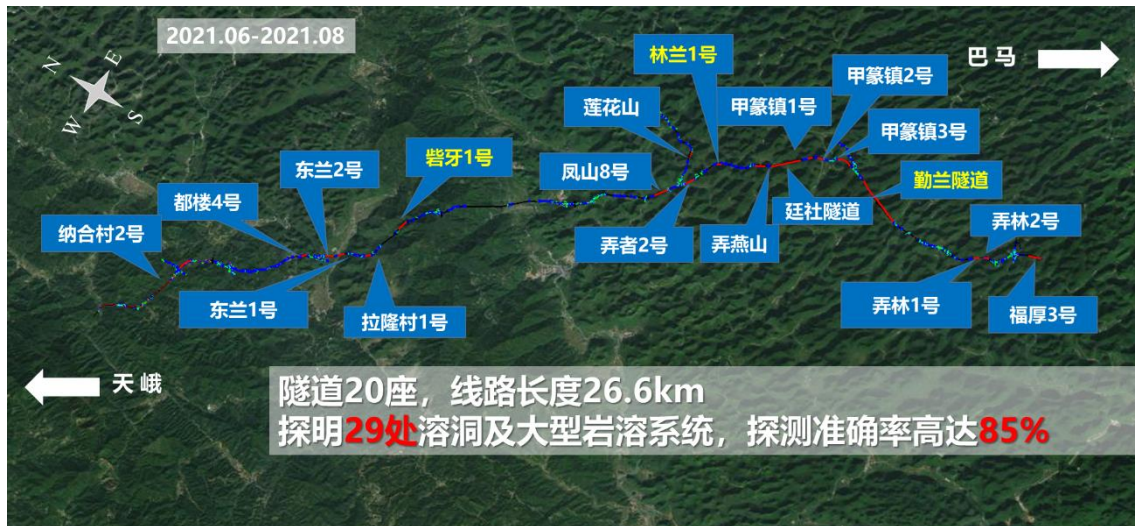 2021.06-2021.08
N
E
W
S
巴马
林兰1号
甲篆镇2号
莲花山
甲篆镇1号
甲篆镇3号
砦牙1号
东兰2号
凤山8号
勤兰隧道
都楼4号
廷社隧道
弄林2号
纳合村2号
弄者2号
弄燕山
东兰1号
拉隆村1号
弄林1号
福厚3号
天峨
隧道20座，线路长度26.6km
探明29处溶洞及大型岩溶系统，探测准确率高达85%